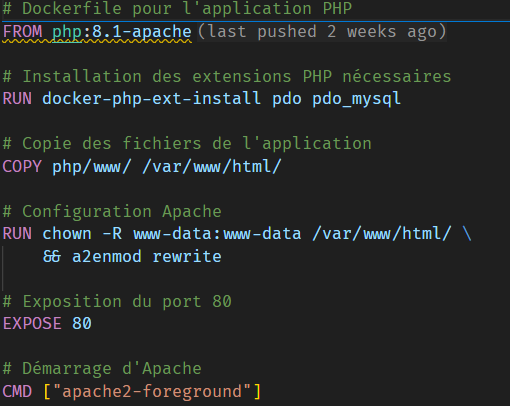 # Dockerfile pour l'application PHP
FROM php:8.1-apache (last pushed 2 weeks ago)
# Installation des extensions PHP nécessaires
RUN docker-php-ext-install pdo pdo_mysql
# Copie des fichiers de l'application
COPY php/www/ /var/www/html/
# Configuration Apache
RUN chown -R www-data:www-data /var/www/html/ \
&& a2enmod rewrite
# Exposition du port 80
EXPOSE 80
# Démarrage d'Apache
CMD ["apache2-foreground"]